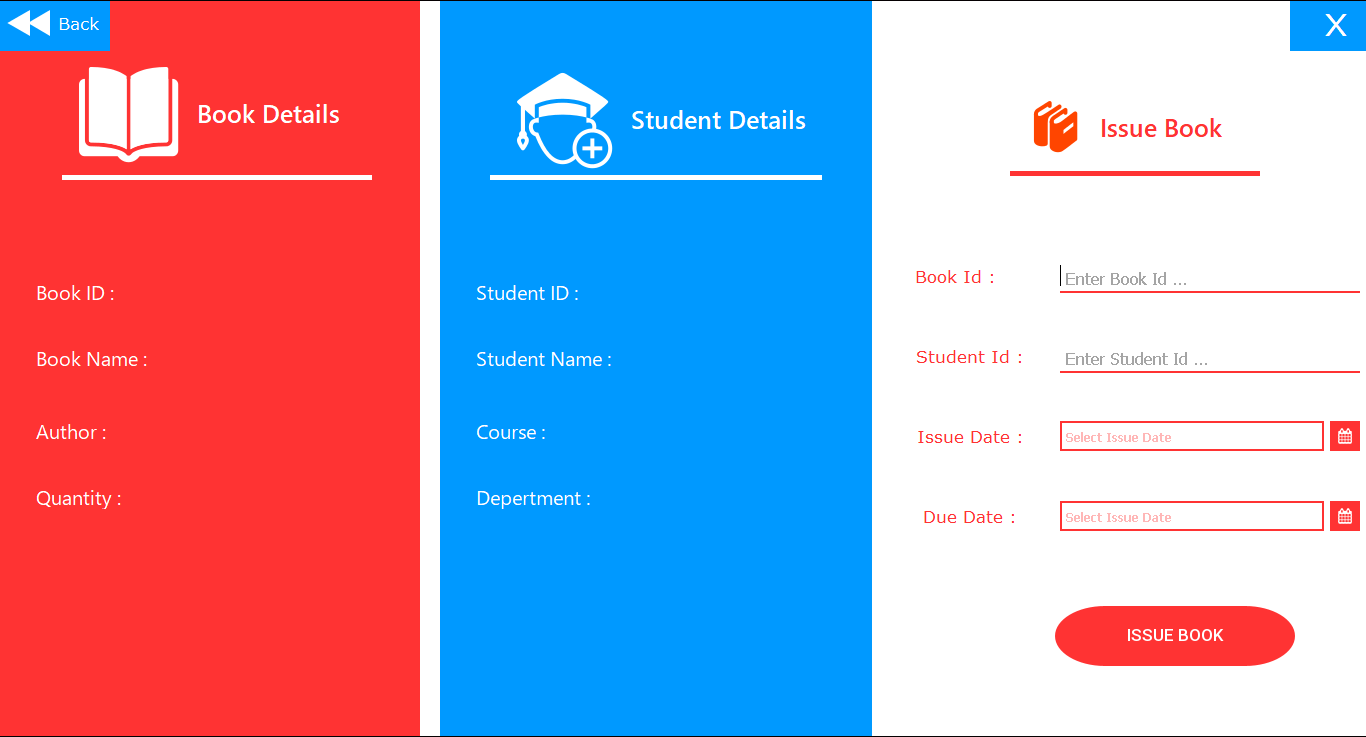 Back
X
Book Details
Book ID :
Book Name :
Author :
Quantity :
Student Details
Student ID :
Student Name :
Course :
Depertment :
Issue Book
Book Id :
Enter Book Id ...
Student Id :
Enter Student Id ...
Issue Date :
Select Issue Date
Due Date :
Select Issue Date
ISSUE BOOK